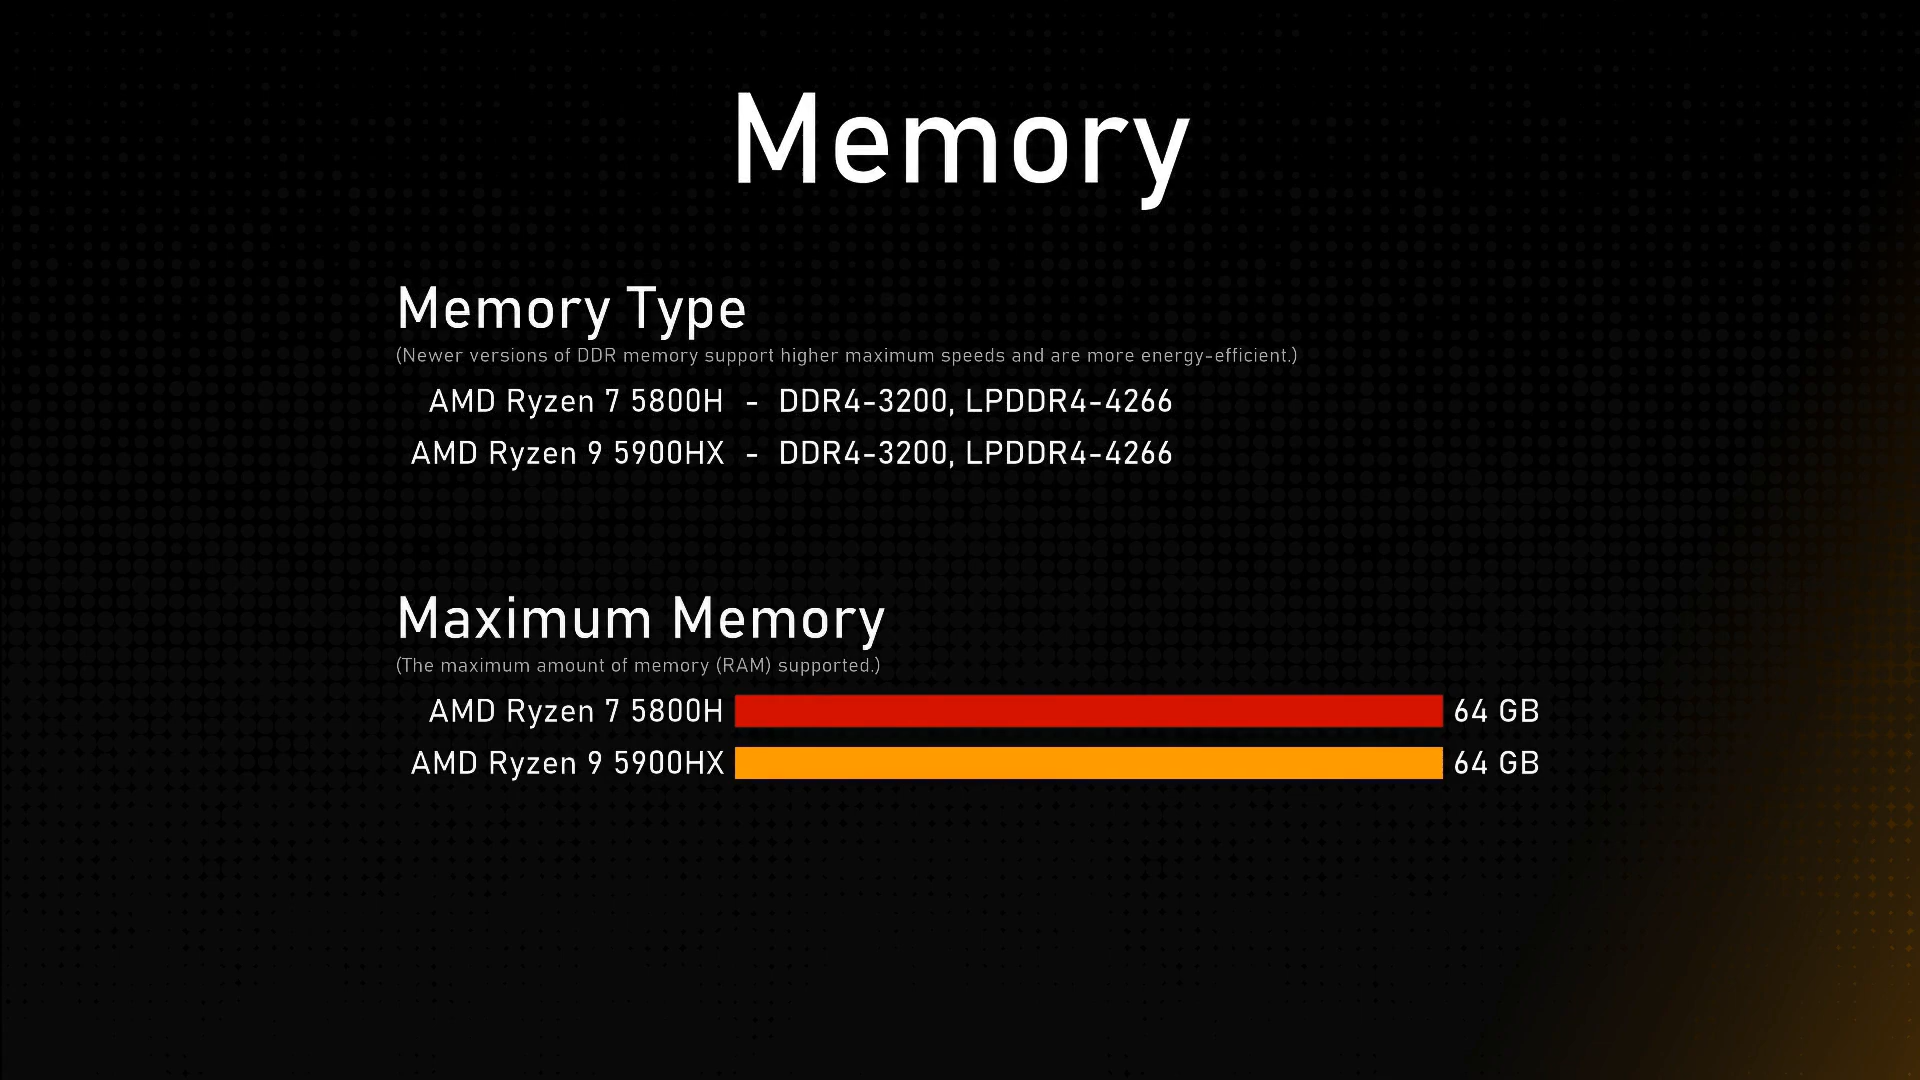 Memory
Memory Type
(Newer versions of DDR memory support higher maximum speeds and are more energy-efficient.)
AMD Ryzen 7 5800H - DDR4-3200, LPDDR4-4266
AMD Ryzen 9 5900HX - DDR4-3200, LPDDR4-4266
Maximum Memory
(The maximum amount of memory (RAM) supported.)
AMD Ryzen 7 5800H 64 GB
AMD Ryzen 9 5900HX 64 GB